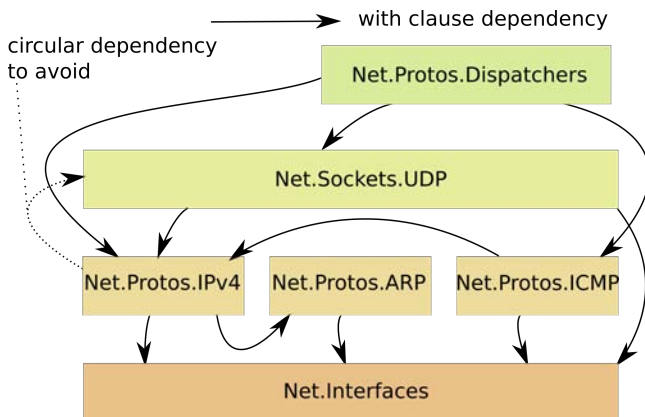 with clause dependency
circular dependency
to avoid
Net.Protos.Dispatchers
Net.Sockets.UDP
Net.Protos.IPv4
Net.Protos.ARP
Net.Protos.ICMP
Net.Interfaces